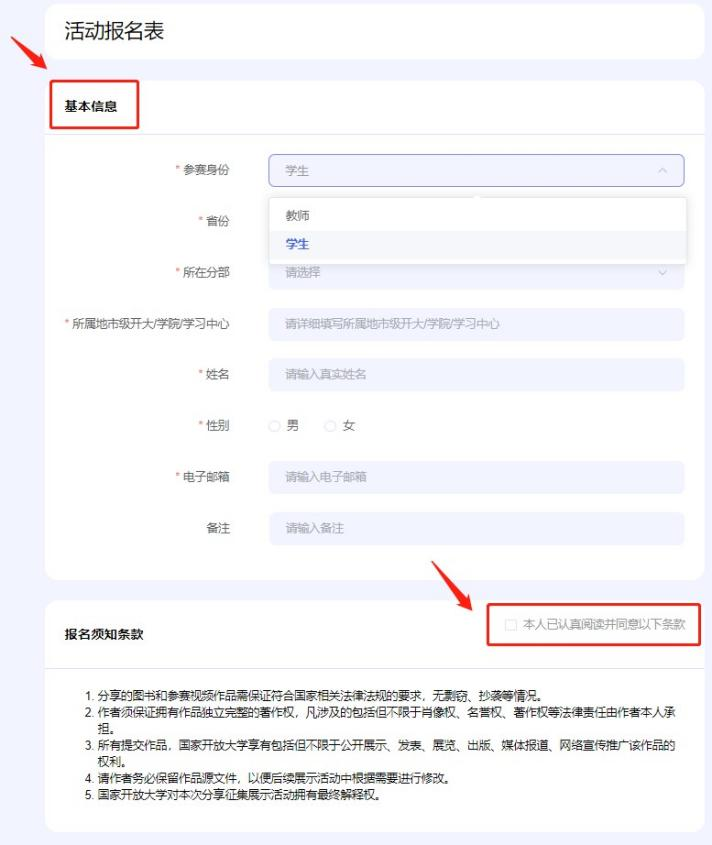 活动报名表
基本信息
* 参赛身份
学生
教师
学生
* 省份
* 所在分部
请选择
* 所属地市级开大/学院/学习中心
请详细填写所属地市级开大/学院/学习中心
* 姓名
请输入真实姓名
* 性别
男 女
* 电子邮箱
请输入电子邮箱
备注
请输入备注
报名须知条款
本人已认真阅读并同意以下条款
1. 分享的图书和参赛视频作品需保证符合国家相关法律法规的要求，无剽窃、抄袭等情况。
2. 作者须保证拥有作品独立完整的著作权，凡涉及的包括但不限于肖像权、名誉权、著作权等法律责任由作者本人承
担。
3. 所有提交作品，国家开放大学享有包括但不限于公开展示、发表、展览、出版、媒体报道、网络宣传推广该作品的
权利。
4. 请作者务必保留作品源文件，以便后续展示活动中根据需要进行修改。
5. 国家开放大学对本次分享征集展示活动拥有最终解释权。